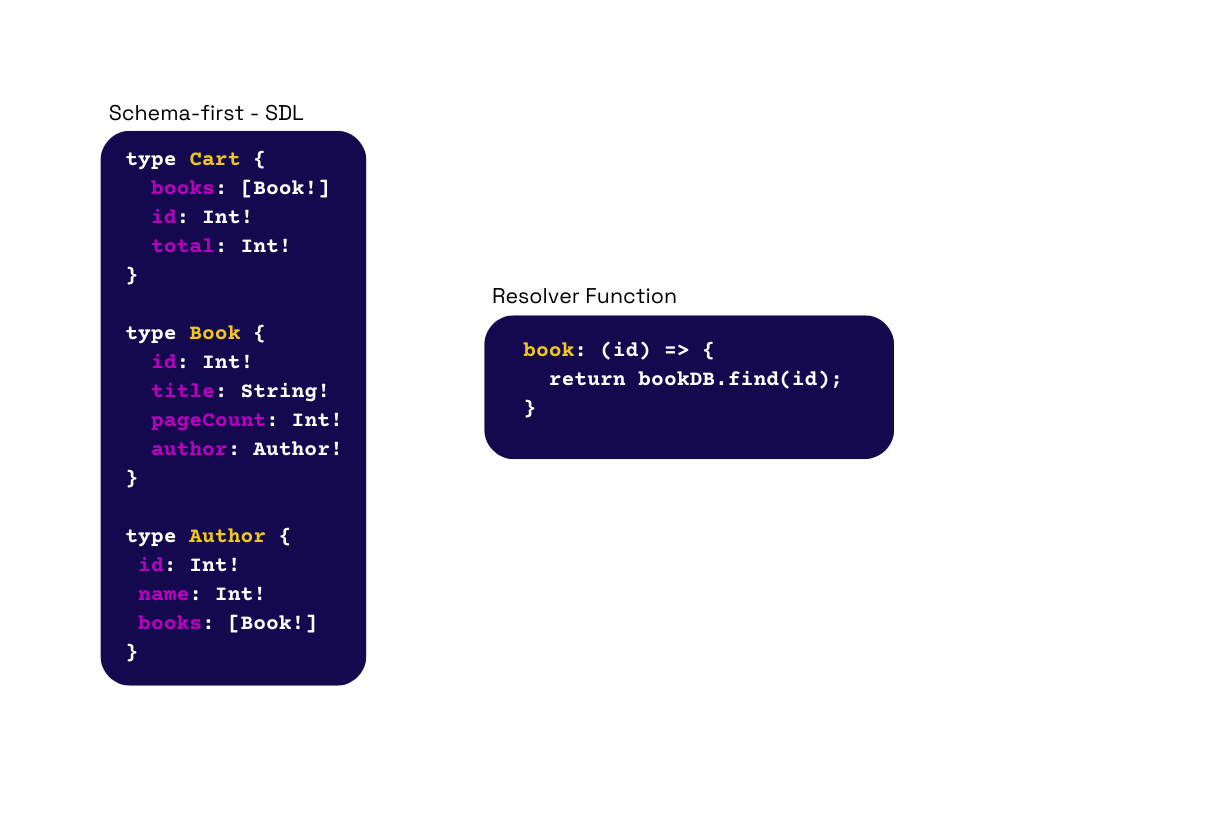 Schema-first - SDL
type Cart {
  books: [Book!]
  id: Int!
  total: Int!
}

type Book {
  id: Int!
  title: String!
  pageCount: Int!
  author: Author!
}

type Author {
 id: Int!
 name: Int!
 books: [Book!]
}
Resolver Function
book: (id) => {
  return bookDB.find(id);
}